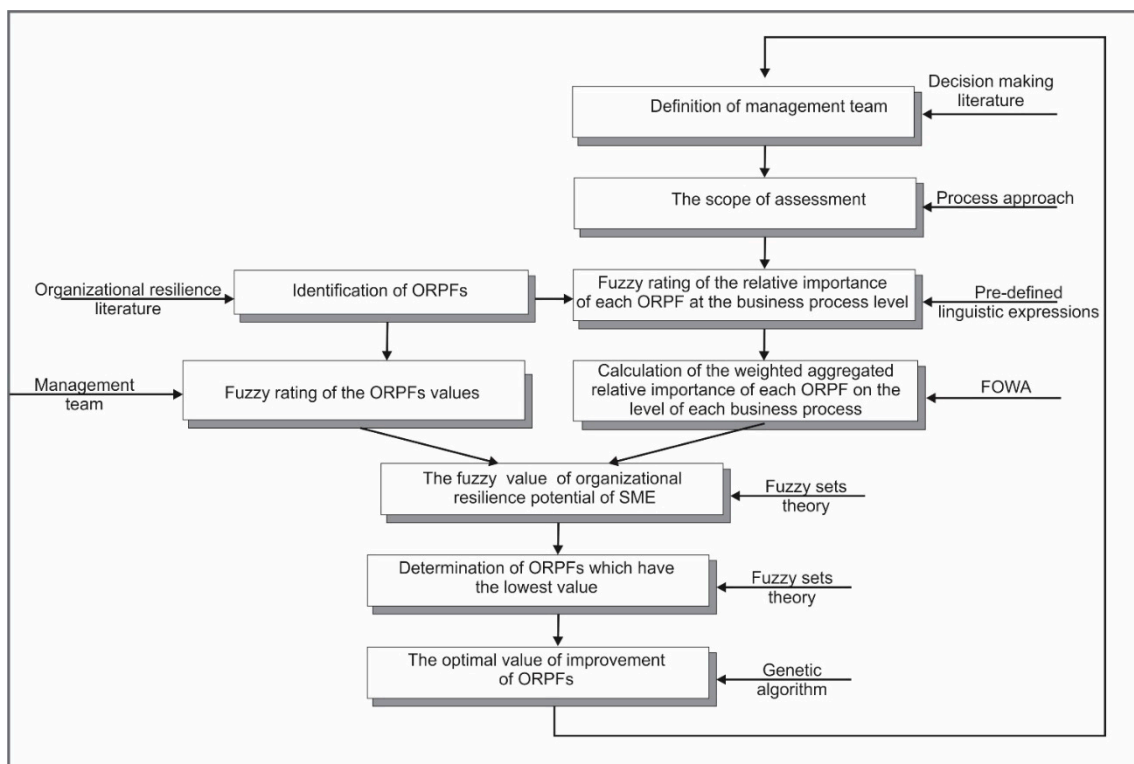 Decision making
literature
Definition of management team
The scope of assessment
Process approach
Organizational resilience
literature
Identification of ORPFs
Fuzzy rating of the relative importance
of each ORPF at the business process level
Pre-defined
linguistic expressions
Management
team
Fuzzy rating of the ORPFs values
Calculation of the weighted aggregated
relative importance of each ORPF on the
level of each business process
FOWA
The fuzzy value of organizational
resilience potential of SME
Fuzzy sets
theory
Determination of ORPFs which have
the lowest value
Fuzzy sets
theory
The optimal value of improvement
of ORPFs
Genetic
algorithm